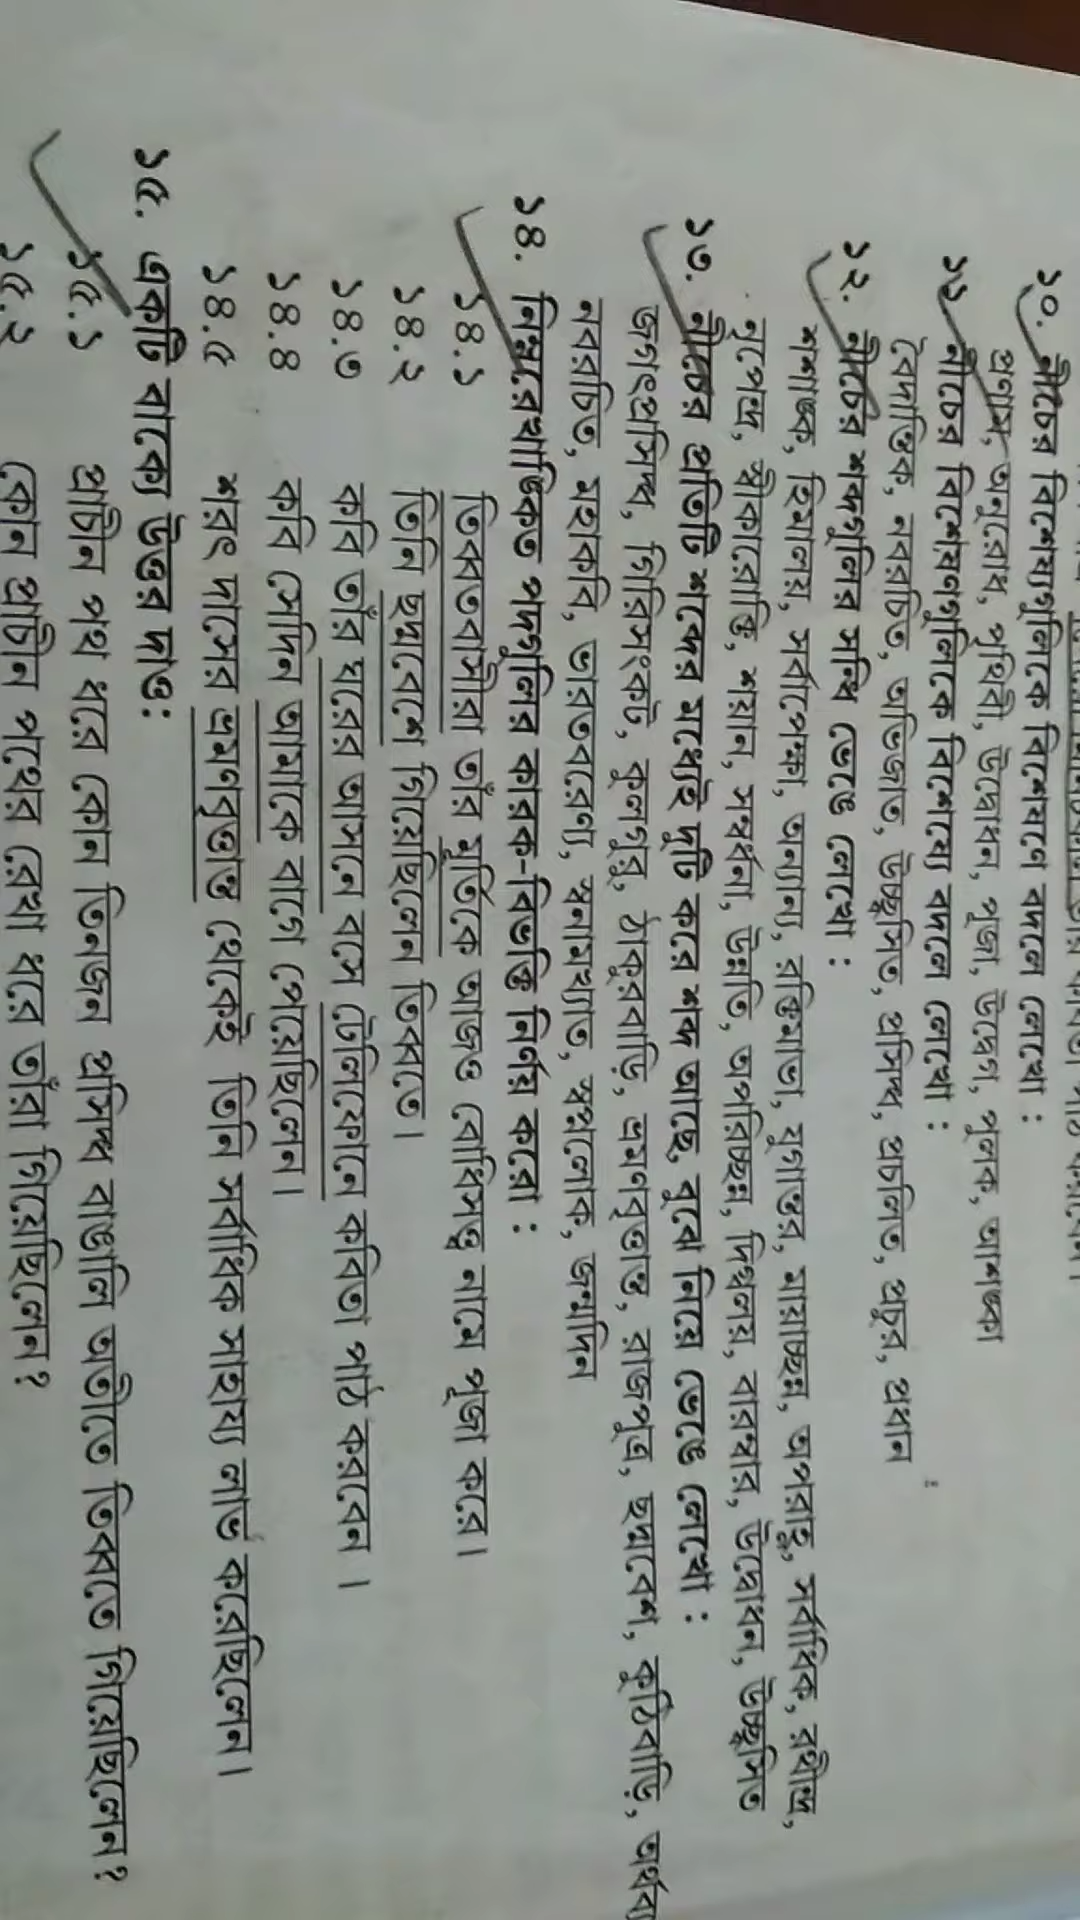 ১০. নীচের বিশেষ্যগুলিকে বিশেষণে বদলে লেখো :
প্রণাম, অনুরোধ, পৃথিবী, উদ্বোধন, পূজা, উদ্বেগ, পুলক, আশঙ্কা
১১. নীচের বিশেষণগুলিকে বিশেষ্যে বদলে লেখো :
বৈদান্তিক, নবরচিত, অভিজাত, উচ্ছ্বসিত, প্রসিদ্ধ, প্রচলিত, প্রচুর, প্রধান
১২. নীচের শব্দগুলির সন্ধি ভেঙে লেখো :
শশাঙ্ক, হিমালয়, সর্বাপেক্ষা, অন্যান্য, রক্তিমাভা, যুগান্তর, মায়াচ্ছন্ন, অপরাহ্ণ, সর্বাধিক, রথীন্দ্র,
নৃপেন্দ্র, স্বীকারোক্তি, শয়ান, সম্বর্ধনা, উন্নতি, অপরিচ্ছন্ন, দিগ্বলয়, বারম্বার, উদ্বোধন, উচ্ছ্বসিত
১৩. নীচের প্রতিটি শব্দের মধ্যেই দুটি করে শব্দ আছে, বুঝে নিয়ে ভেঙে লেখো :
জগৎপ্রসিদ্ধ, গিরিসংকট, কুলগুরু, ঠাকুরবাড়ি, ভ্রমণবৃত্তান্ত, রাজপুত্র, ছদ্মবেশ, কুঠিবাড়ি,
নবরচিত, মহাকবি, ভারতবরেণ্য, স্বনামখ্যাত, স্বপ্নলোক, জন্মদিন
১৪. নিম্নরেখাঙ্কিত পদগুলির কারক-বিভক্তি নির্ণয় করো :
১৪.১ তিব্বতবাসীরা তাঁর মূর্তিকে আজও বোধিসত্ত্ব নামে পূজা করে।
১৪.২ তিনি ছদ্মবেশে গিয়েছিলেন তিব্বতে।
১৪.৩ কবি তাঁর ঘরের আসনে বসে টেলিফোনে কবিতা পাঠ করবেন।
১৪.৪ কবি সেদিন আমাকে বাগে পেয়েছিলেন।
১৪.৫ শরৎ দাসের ভ্রমণবৃত্তান্ত থেকেই তিনি সর্বাধিক সাহায্য লাভ করেছিলেন।
১৫. একটি বাক্যে উত্তর দাও :
১৫.১ প্রাচীন পথ ধরে কোন তিনজন প্রসিদ্ধ বাঙালি অতীতে তিব্বতে গিয়েছিলেন?
১৫.২ কোন প্রাচীন পথের রেখা ধরে তাঁরা গিয়েছিলেন?